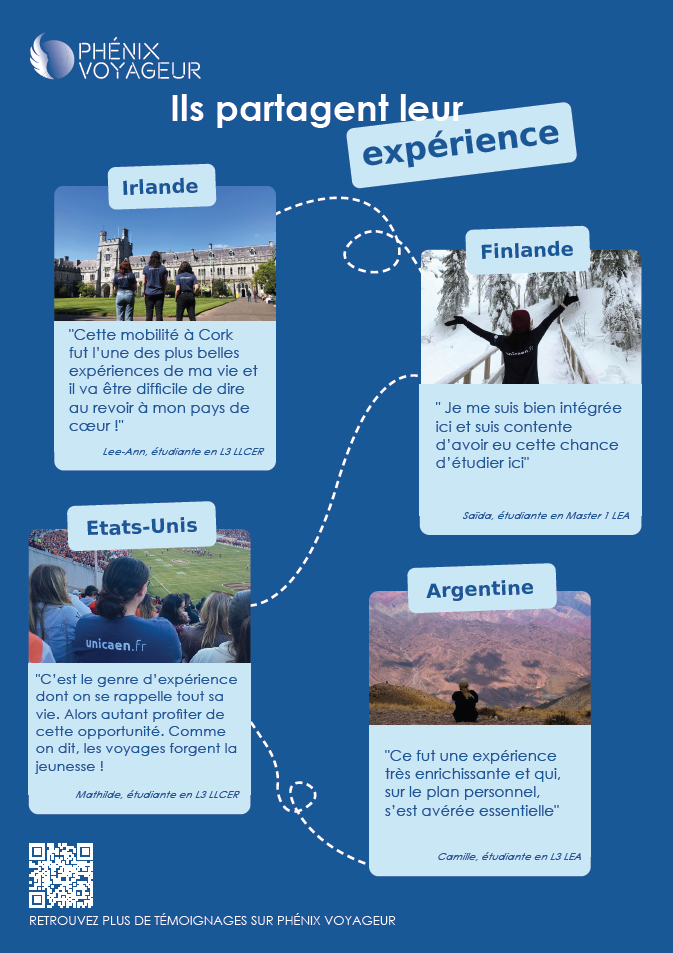 PHÉNIX
VOYAGEUR
Ils partagent leur
expérience
Irlande
"Cette mobilité à Cork
fut l'une des plus belles
expériences de ma vie et
il va être difficile de dire
au revoir à mon pays de
cœur !"
Lee-Ann, étudiante en L3 LLCER
Finlande
unicaen.fr
" Je me suis bien intégrée
ici et suis contente
d'avoir eu cette chance
d'étudier ici"
Saïda, étudiante en Master 1 LEA
Etats-Unis
unicaen.fr
"C'est le genre d'expérience
dont on se rappelle tout sa
vie. Alors autant profiter de
cette opportunité. Comme
on dit, les voyages forgent la
jeunesse !
Mathilde, étudiante en L3 LLCER
Argentine
"Ce fut une expérience
très enrichissante et qui,
sur le plan personnel,
s'est avérée essentielle"
Camille, étudiante en L3 LEA
RETROUVEZ PLUS DE TÉMOIGNAGES SUR PHÉNIX VOYAGEUR